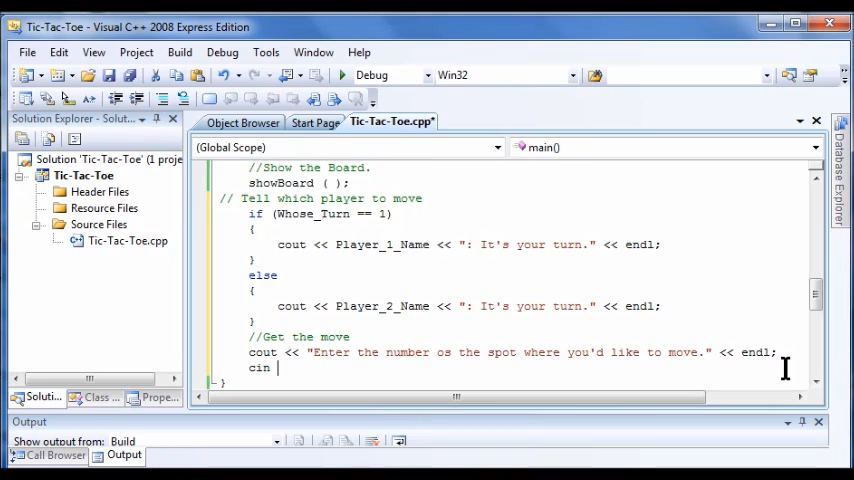 Tic-Tac-Toe - Visual C++ 2008 Express Edition
File Edit View Project Build Debug Tools Window Help
Debug Win32
Solution Explorer - Solut...
Object Browser Start Page Tic-Tac-Toe.cpp*
(Global Scope) main()
Solution 'Tic-Tac-Toe' (1 proje
Tic-Tac-Toe
Header Files
Resource Files
Source Files
Tic-Tac-Toe.cpp
//Show the Board.
showBoard ( );
// Tell which player to move
if (Whose_Turn == 1)
{
cout << Player_1_Name << ": It's your turn." << endl;
}
else
{
cout << Player_2_Name << ": It's your turn." << endl;
}
//Get the move
cout << "Enter the number os the spot where you'd like to move." << endl;
cin
}
Database Explorer
Soluti... Class ... Prope...
Output
Show output from: Build
Call Browser Output